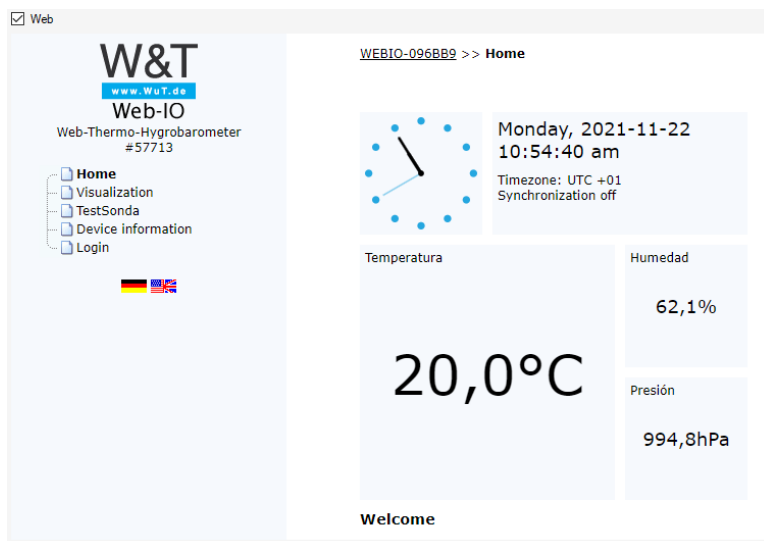 Web
W&T
www.WuT.de
Web-IO
Web-Thermo-Hygrobarometer
#57713
Home
Visualization
TestSonda
Device information
Login
WEBIO-096BB9 >> Home
Monday, 2021-11-22
10:54:40 am
Timezone: UTC +01
Synchronization off
Temperatura
20,0°C
Humedad
62,1%
Presión
994,8hPa
Welcome